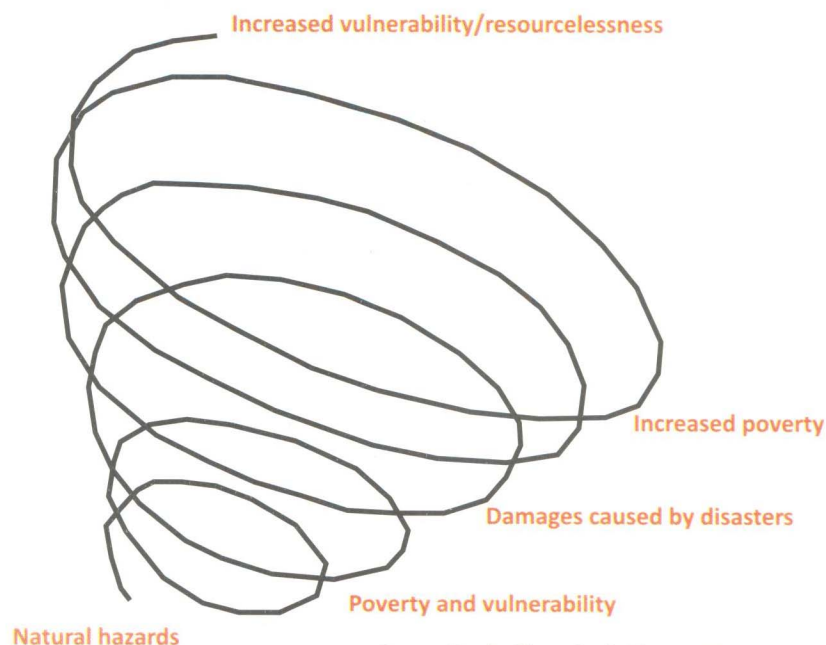 Increased vulnerability/resourcelessness
Increased poverty
Damages caused by disasters
Poverty and vulnerability
Natural hazards